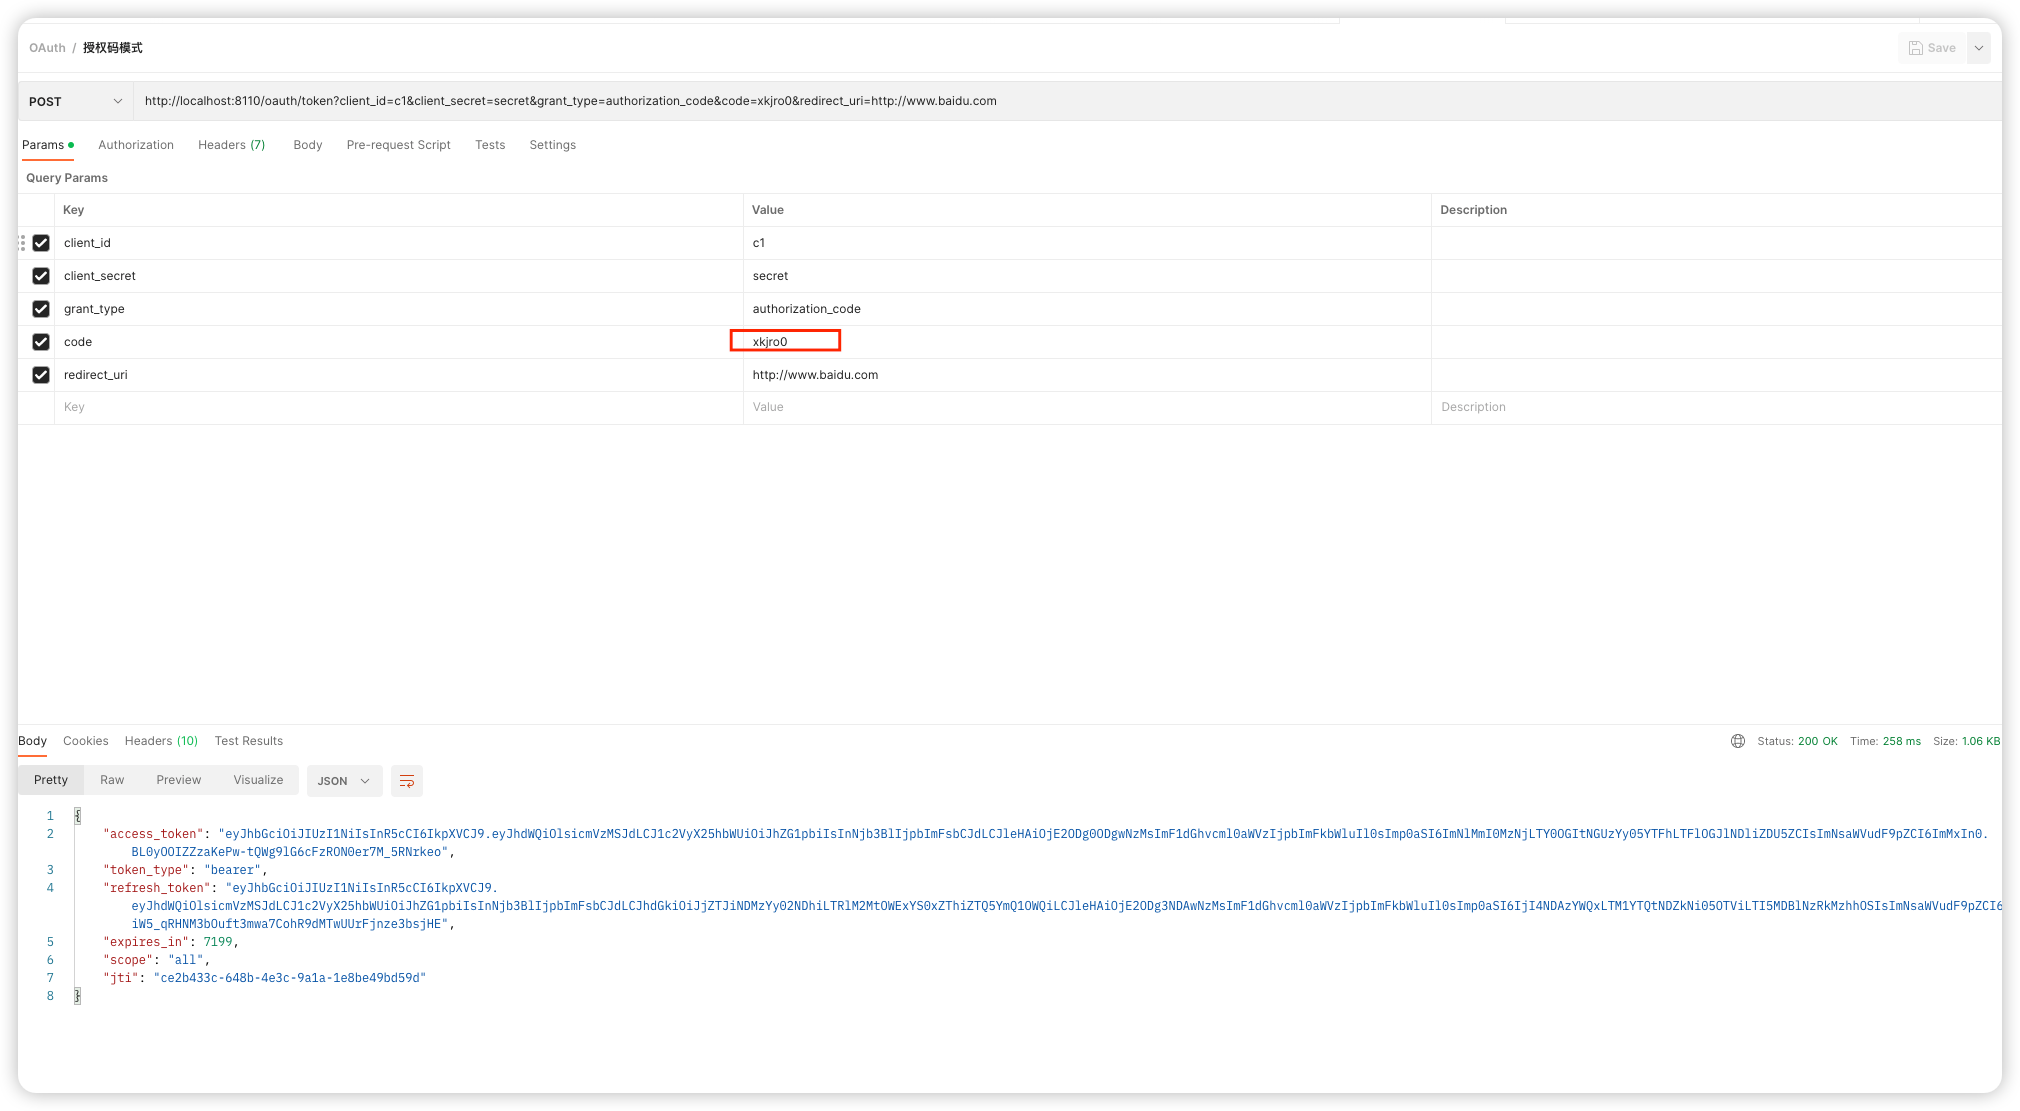 OAuth / 授权码模式
Save
POST http://localhost:8110/oauth/token?client_id=c1&client_secret=secret&grant_type=authorization_code&code=xkjro0&redirect_uri=http://www.baidu.com
Params Authorization Headers (7) Body Pre-request Script Tests Settings
Query Params
Key Value Description
client_id c1
client_secret secret
grant_type authorization_code
code xkjro0
redirect_uri http://www.baidu.com
Key Value Description
Body Cookies Headers (10) Test Results Status: 200 OK Time: 258 ms Size: 1.06 KB
Pretty Raw Preview Visualize JSON
1 {
2 "access_token": "eyJhbGciOiJIUzI1NiIsInR5cCI6IkpXVCJ9.eyJhdWQiOlsicmVzMSJdLCJ1c2VyX25hbWUiOiJhZG1pbiIsInNjb3BlIjpbImFsbCJdLCJleHAiOjE2ODg0ODgwNzMsImF1dGhvcml0aWVzIjpbImFkbWluIl0sImp0aSI6ImNlMmI0MzNjLTY0OGItNGUzYy05YTFhLTFlOGJlNDliZDU5ZCIsImNsaWVudF9pZCI6ImMxIn0.
BL0yOOIZZzaKePw-tQWg9lG6cFzRON0er7M_5RNrkeo",
3 "token_type": "bearer",
4 "refresh_token": "eyJhbGciOiJIUzI1NiIsInR5cCI6IkpXVCJ9.
eyJhdWQiOlsicmVzMSJdLCJ1c2VyX25hbWUiOiJhZG1pbiIsInNjb3BlIjpbImFsbCJdLCJhdGkiOiJjZTJiNDMzYy02NDhiLTRlM2MtOWExYS0xZThiZTQ5YmQ1OWQiLCJleHAiOjE2ODg3NDAwNzMsImF1dGhvcml0aWVzIjpbImFkbWluIl0sImp0aSI6IjI4NDAzYWQxLTM1YTQtNDZkNi05OTViLTI5MDBlNzRkMzhhOSIsImNsaWVudF9pZCI6
iW5_qRHNM3bOuft3mwa7CohR9dMTwUUrFjnze3bsjHE",
5 "expires_in": 7199,
6 "scope": "all",
7 "jti": "ce2b433c-648b-4e3c-9a1a-1e8be49bd59d"
8 }